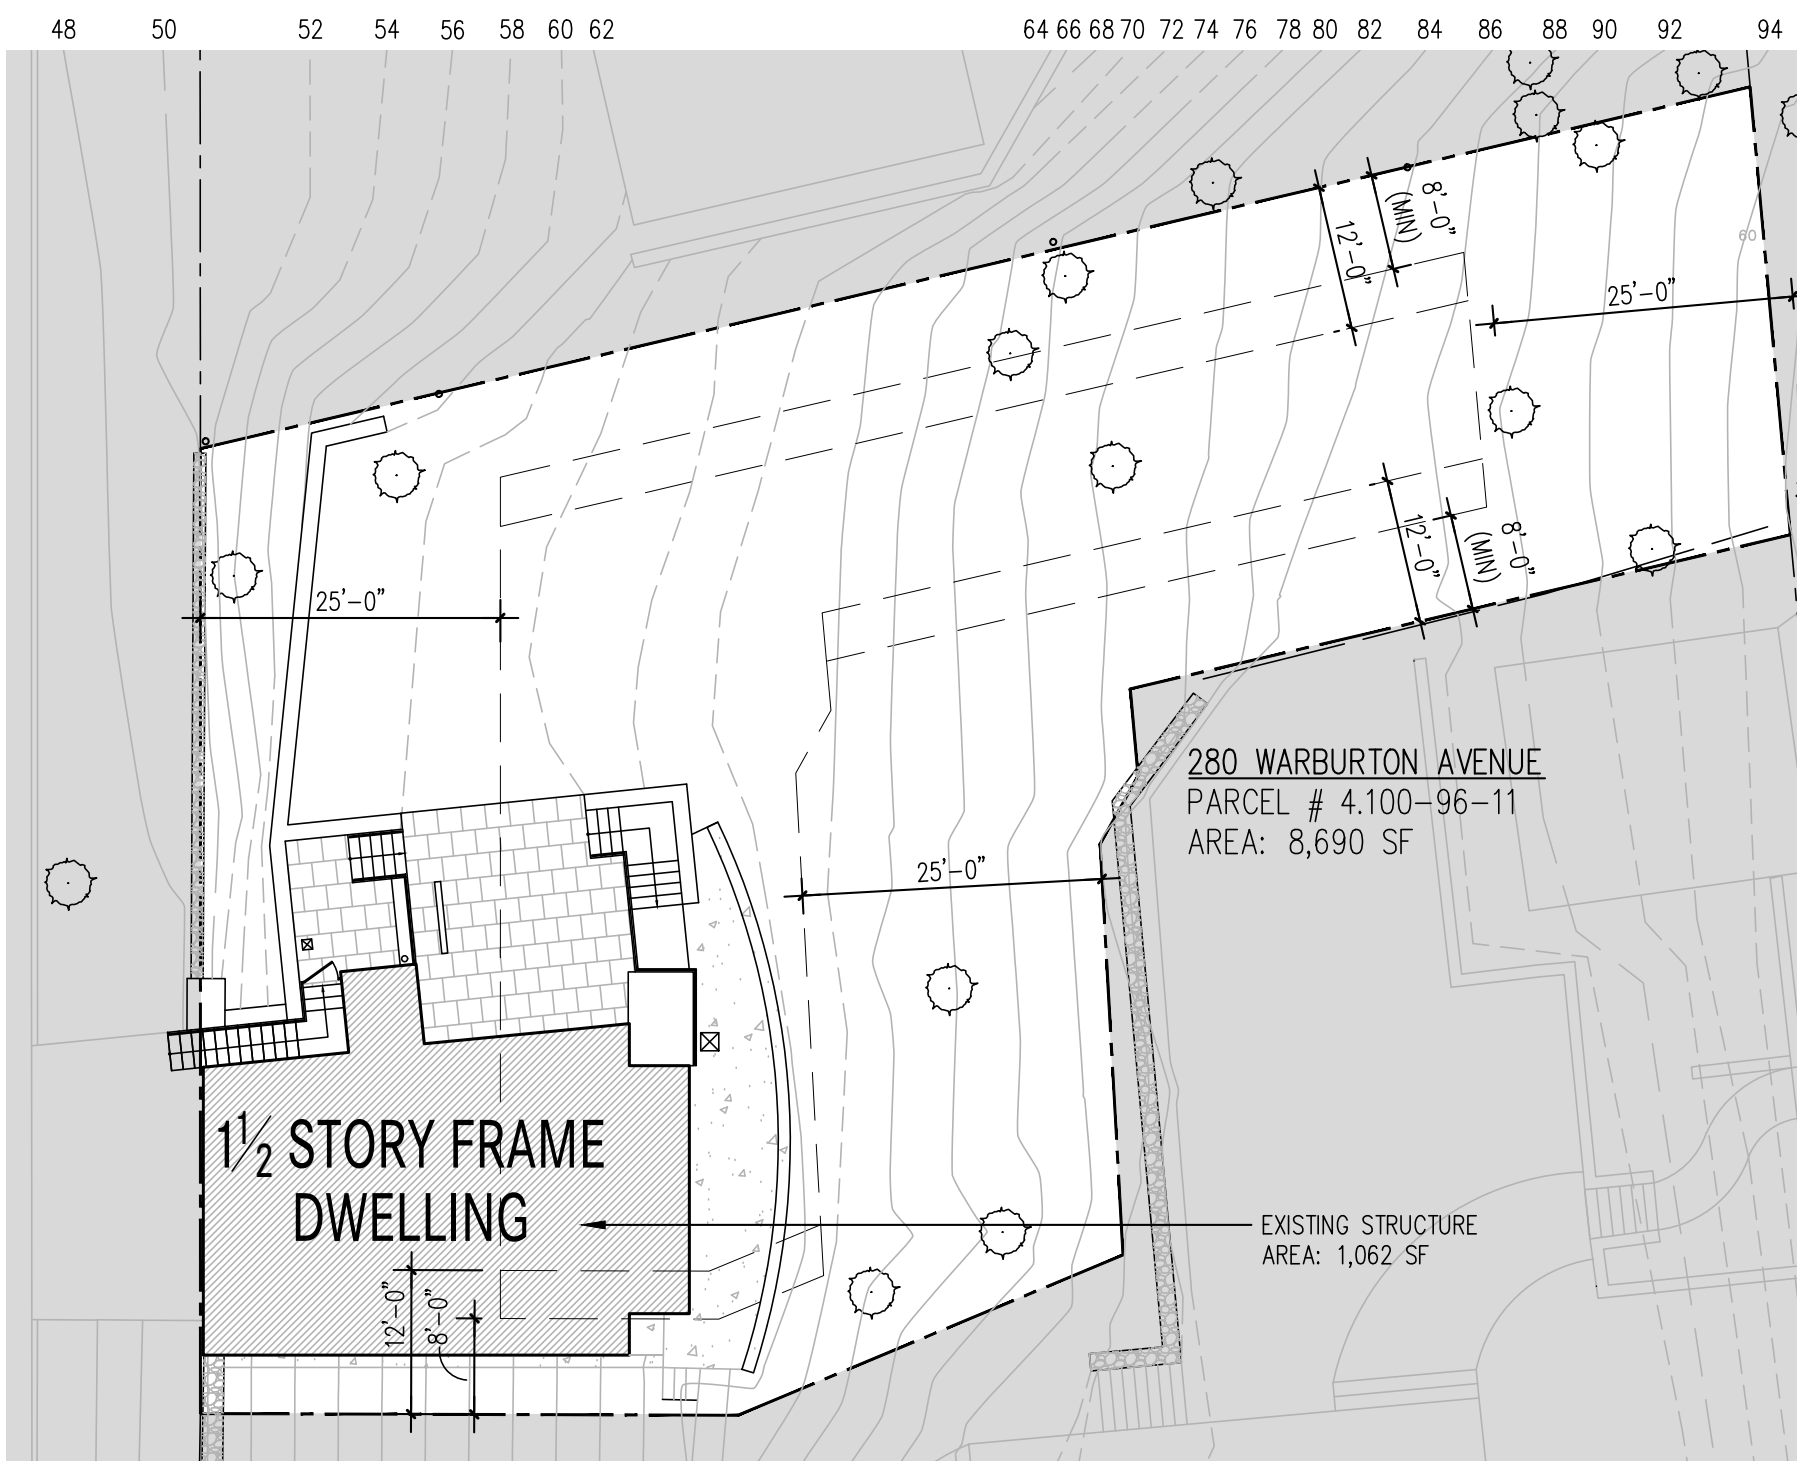 48 50 52 54 56 58 60 62 64 66 68 70 72 74 76 78 80 82 84 86 88 90 92 94
8'-0"
(MIN)
12'-0"
60
25'-0"
12'-0"
8'-0"
(MIN)
25'-0"
280 WARBURTON AVENUE
PARCEL # 4.100-96-11
AREA: 8,690 SF
25'-0"
1½ STORY FRAME
DWELLING
EXISTING STRUCTURE
AREA: 1,062 SF
12'-0"
8'-0"